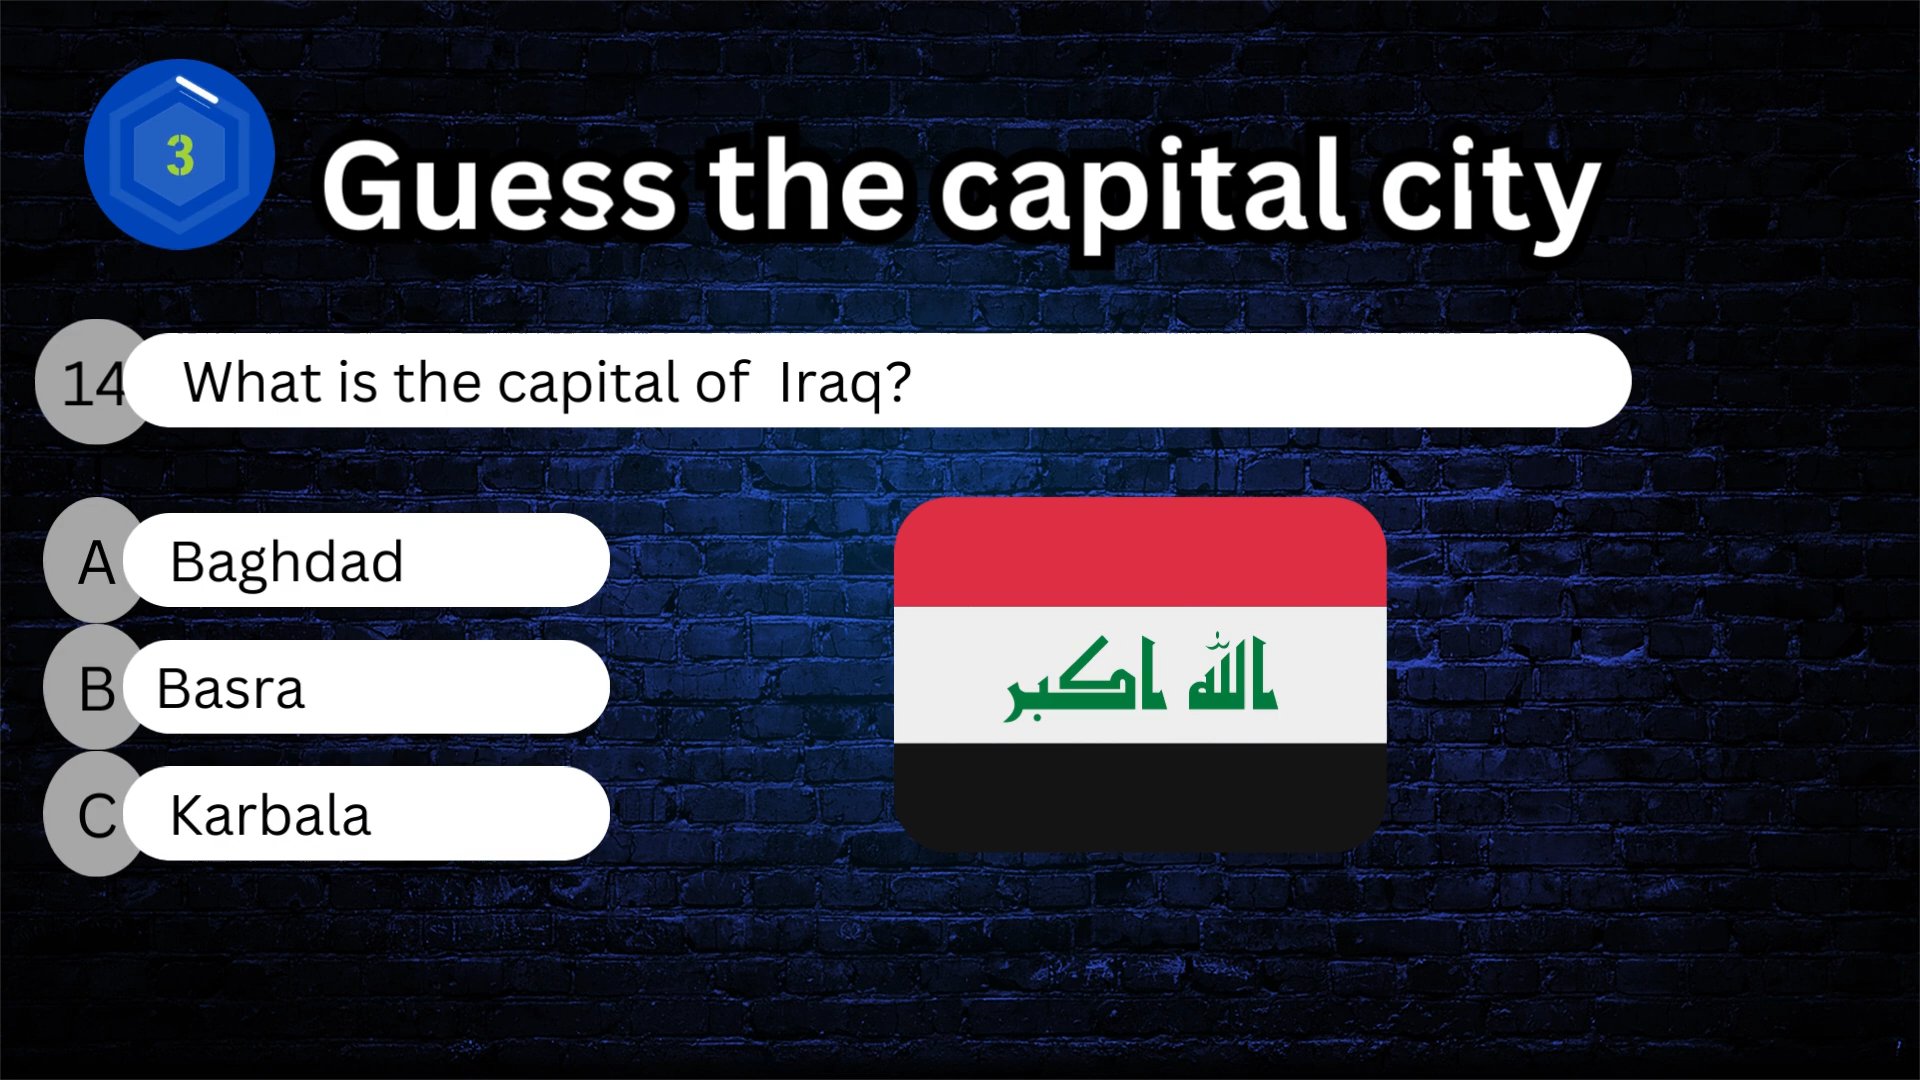 3
Guess the capital city
14 What is the capital of Iraq?
A Baghdad
B Basra
C Karbala
الله اكبر